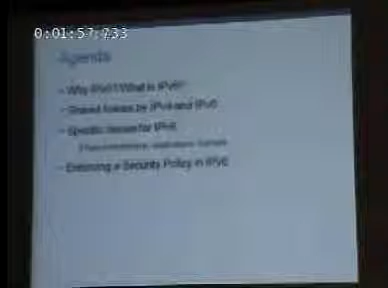 0:01:57:733
Agenda
- Why IPv6? What is IPv6?
- Shared Issues by IPv4 and IPv6
- Specific Issues for IPv6
- Enforcing a Security Policy in IPv6